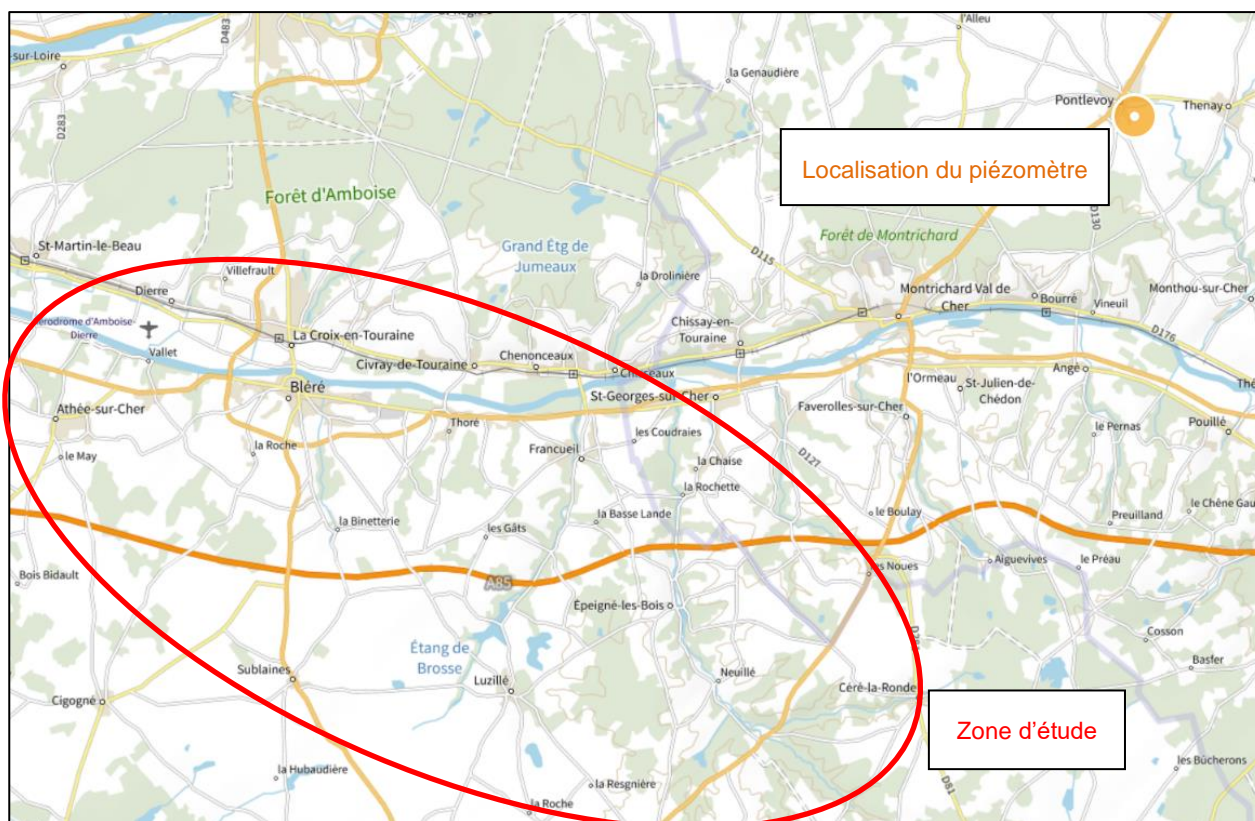 l'Alleu
D483
sur-Loire
la Genaudière
Pontlevoy
Thenay
D283
Localisation du piézomètre
Forêt d'Amboise
D130
St-Martin-le-Beau
Grand Étg de
Jumeaux
Forêt de Montrichard
D115
Villefrault
la Drolinière
Dierre
Montrichard Val de
Cher
Bourré
Vineuil
Monthou-sur-Cher
Aérodrome d'Amboise-
Dierre
La Croix-en-Touraine
Chissay-en-
Touraine
D176
Vallet
Civray-de-Touraine
Chenonceaux
Chisseaux
Angé
Bléré
St-Georges-sur-Cher
l'Ormeau
St-Julien-de-
Chédon
Athée-sur-Cher
Thoré
Faverolles-sur-Cher
le Pernas
Pouillé
les Coudraies
la Roche
Francueil
D127
le May
la Chaise
la Rochette
le Chêne Gau
le Boulay
Preuilland
la Binetterie
la Basse Lande
les Gâts
Aiguevives
le Préau
Bois Bidault
A85
les Noues
Épeigné-les-Bois
Étang de
Brosse
Cosson
Sublaines
Neuillé
Basfer
Luzillé
Céré-la-Ronde
Cigogné
Zone d'étude
les Bûcherons
la Hubaudière
la Resgnière
D81
la Roche